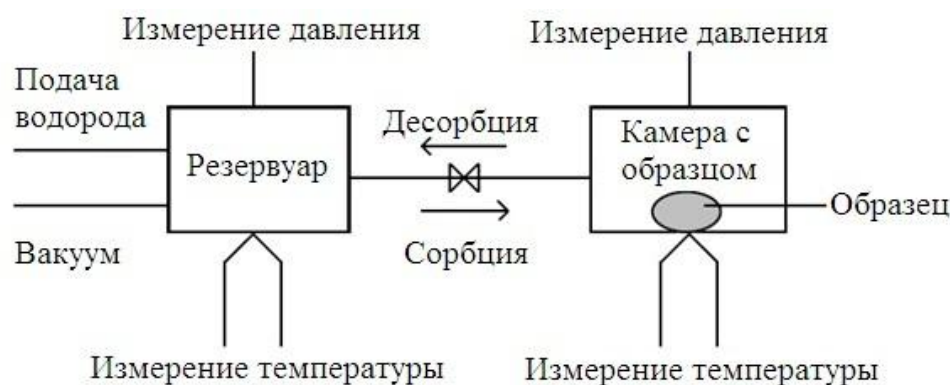 Измерение давления
Измерение давления
Подача
водорода
Десорбция
Камера с
образцом
Резервуар
Образец
Вакуум
Сорбция
Измерение температуры
Измерение температуры